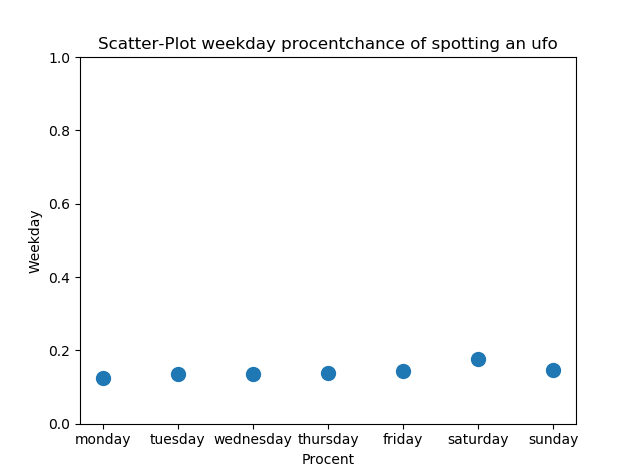 Scatter-Plot weekday procentchance of spotting an ufo
1.0
0.8
0.6
0.4
0.2
0.0
Weekday
monday tuesday wednesday thursday friday saturday sunday
Procent